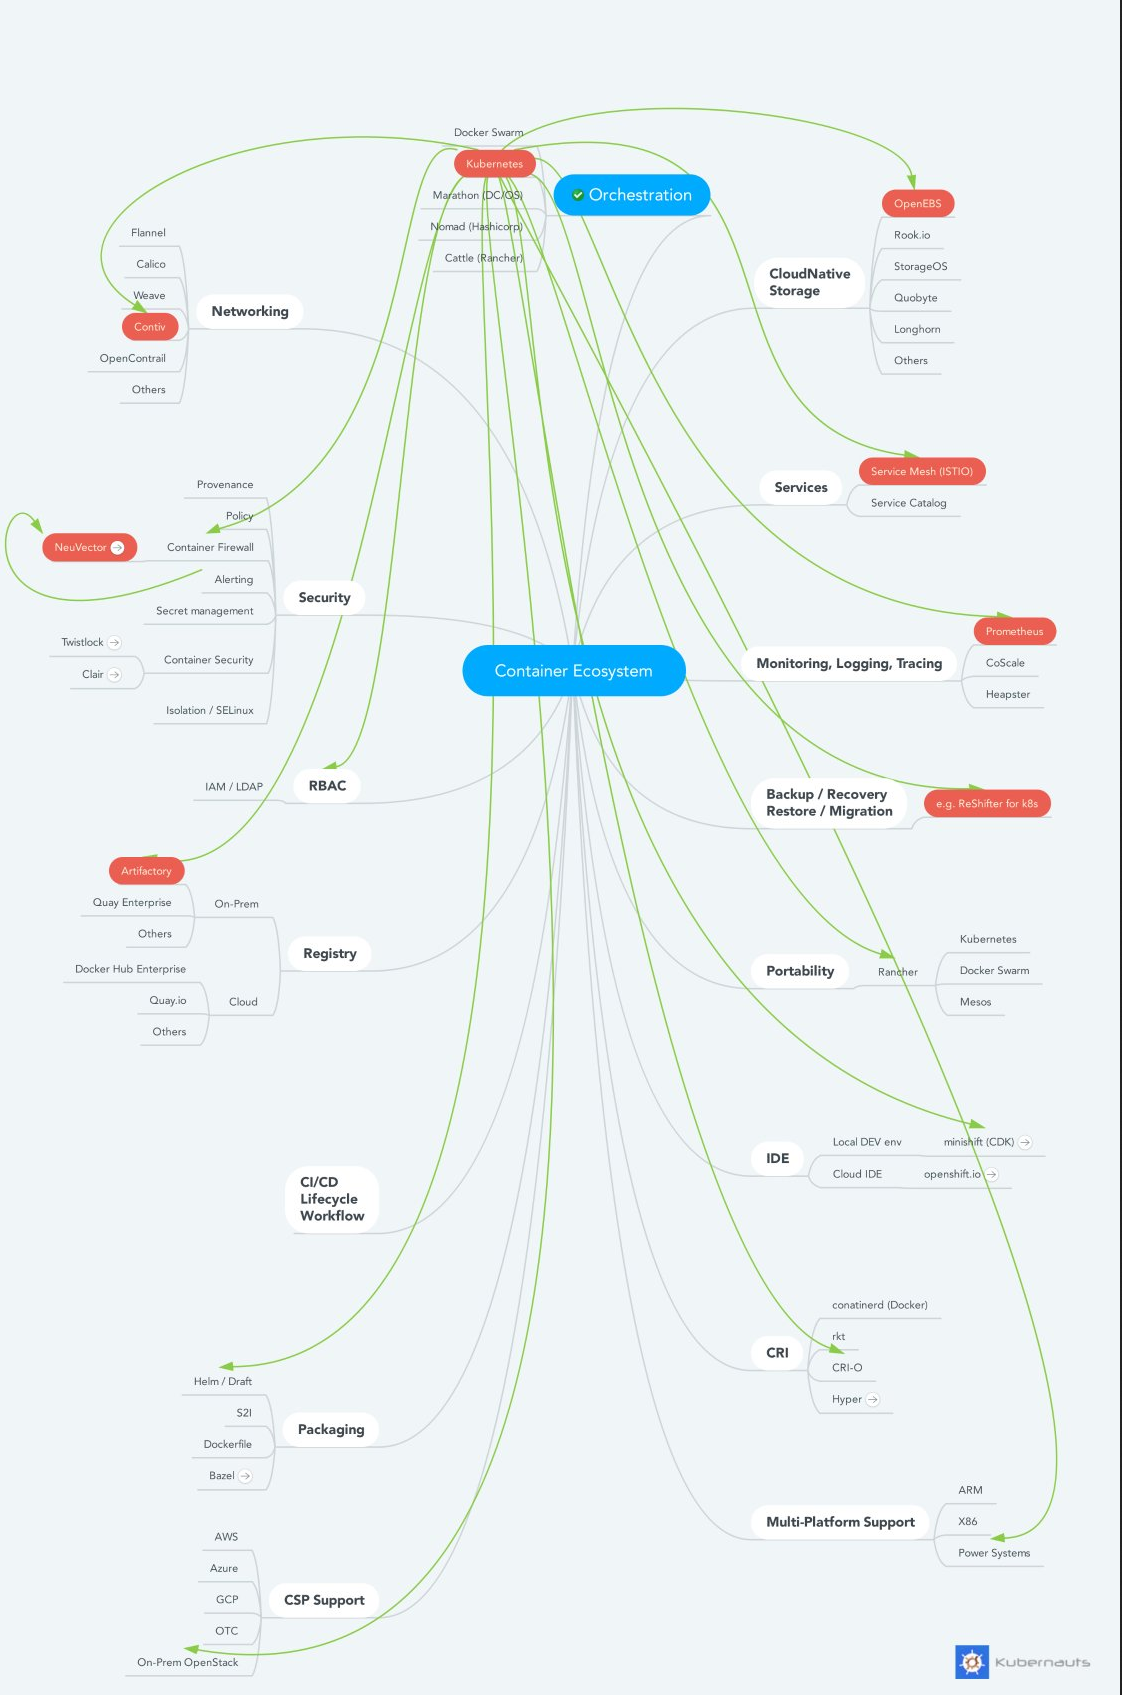 Docker Swarm
Kubernetes
Marathon (DC/OS)
Nomad (Hashicorp)
Cattle (Rancher)
Orchestration
Flannel
Calico
Weave
Contiv
OpenContrail
Others
Networking
Provenance
Policy
Container Firewall
NeuVector
Alerting
Secret management
Twistlock
Clair
Container Security
Isolation / SELinux
Security
IAM / LDAP
RBAC
Artifactory
Quay Enterprise
Others
On-Prem
Docker Hub Enterprise
Quay.io
Others
Cloud
Registry
CI/CD
Lifecycle
Workflow
Helm / Draft
S2I
Dockerfile
Bazel
Packaging
AWS
Azure
GCP
OTC
On-Prem OpenStack
CSP Support
Container Ecosystem
CloudNative
Storage
OpenEBS
Rook.io
StorageOS
Quobyte
Longhorn
Others
Services
Service Mesh (ISTIO)
Service Catalog
Monitoring, Logging, Tracing
Prometheus
CoScale
Heapster
Backup / Recovery
Restore / Migration
e.g. ReShifter for k8s
Portability
Rancher
Kubernetes
Docker Swarm
Mesos
IDE
Local DEV env
minishift (CDK)
Cloud IDE
openshift.io
CRI
conatinerd (Docker)
rkt
CRI-O
Hyper
Multi-Platform Support
ARM
X86
Power Systems
Kubernauts